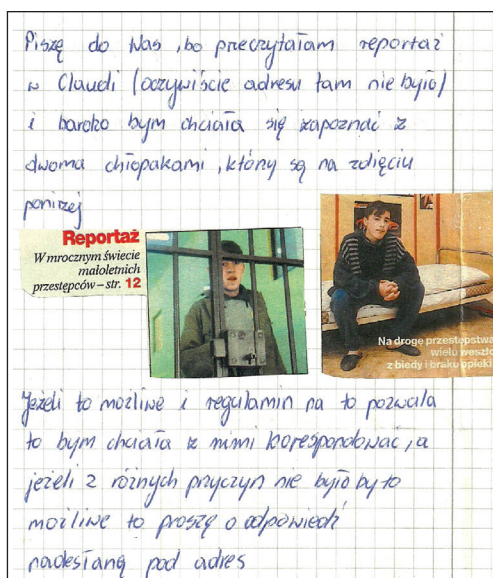 Piszę do Was, bo przeczytałam reportaż
w Claudi (oczywiście adresu tam nie było)
i bardzo bym chciała się zapoznać z
dwoma chłopakami, który są na zdięciu
poniżej
Reportaż
W mrocznym świecie
małoletnich
przestępców – str. 12
Na drogę przestępstwa
wielu weszło
z biedy i braku opieki
Jeżeli to możliwe i regulamin na to pozwala
to bym chciała z nimi korespondować, a
jeżeli z różnych przyczyn nie było by to
możliwe to proszę o odpowiedź
nadesłaną pod adres